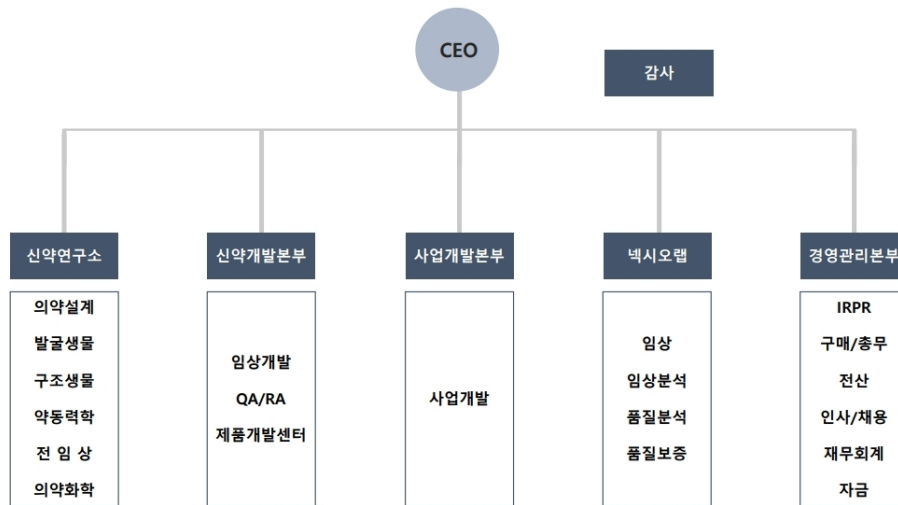 CEO
감사
신약연구소
의약설계
발굴생물
구조생물
약동력학
전 임 상
의약화학
신약개발본부
임상개발
QA/RA
제품개발센터
사업개발본부
사업개발
넥시오랩
임상
임상분석
품질분석
품질보증
경영관리본부
IRPR
구매/총무
전산
인사/채용
재무회계
자금